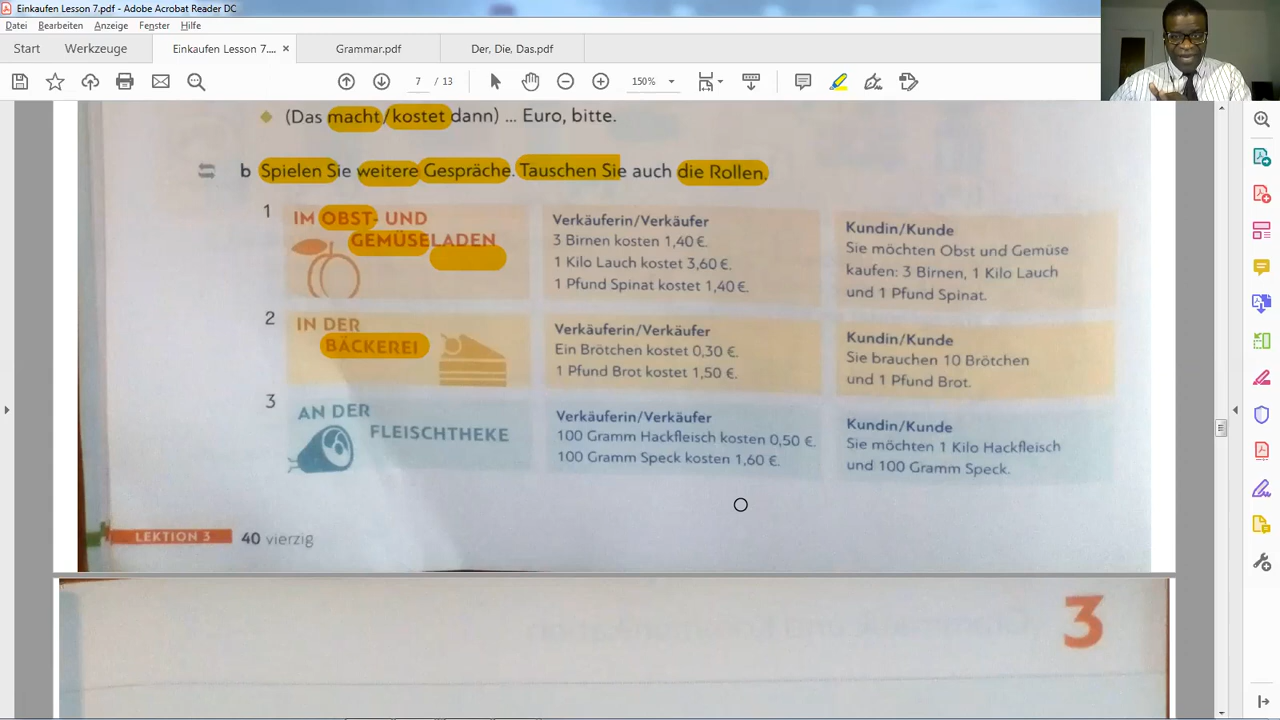 Einkaufen Lesson 7.pdf - Adobe Acrobat Reader DC
Datei Bearbeiten Anzeige Fenster Hilfe
Start Werkzeuge Einkaufen Lesson 7.... × Grammar.pdf Der, Die, Das.pdf
7 / 13 150%
(Das macht/kostet dann) ... Euro, bitte.
b Spielen Sie weitere Gespräche. Tauschen Sie auch die Rollen.
1
IM OBST- UND
GEMÜSELADEN
Verkäuferin/Verkäufer
3 Birnen kosten 1,40 €.
1 Kilo Lauch kostet 3,60 €.
1 Pfund Spinat kostet 1,40 €.
Kundin/Kunde
Sie möchten Obst und Gemüse
kaufen: 3 Birnen, 1 Kilo Lauch
und 1 Pfund Spinat.
2
IN DER
BÄCKEREI
Verkäuferin/Verkäufer
Ein Brötchen kostet 0,30 €.
1 Pfund Brot kostet 1,50 €.
Kundin/Kunde
Sie brauchen 10 Brötchen
und 1 Pfund Brot.
3
AN DER
FLEISCHTHEKE
Verkäuferin/Verkäufer
100 Gramm Hackfleisch kosten 0,50 €.
100 Gramm Speck kosten 1,60 €.
Kundin/Kunde
Sie möchten 1 Kilo Hackfleisch
und 100 Gramm Speck.
LEKTION 3 40 vierzig
3